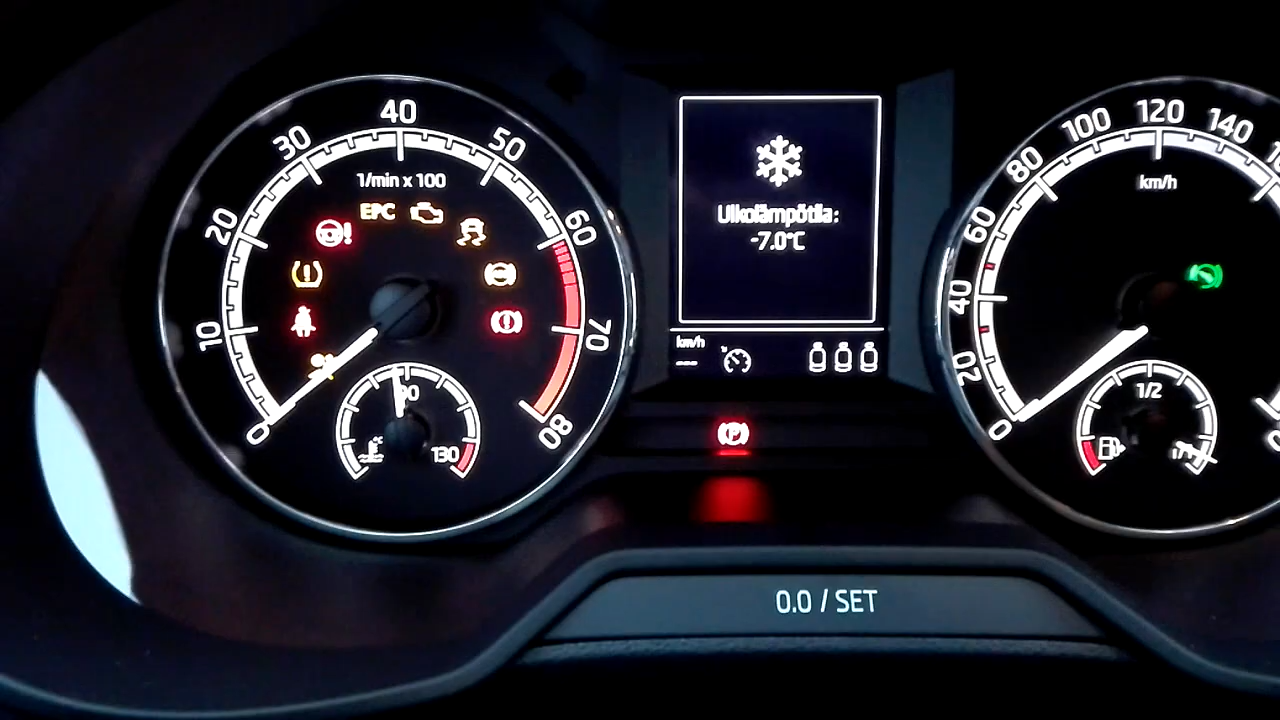 40
30
50
20
60
10
70
0
80
1/min x 100
EPC
90
130
Ulkolämpötila:
-7.0°C
km/h
---
P
0.0 / SET
120
100
140
80
60
40
20
0
km/h
1/2